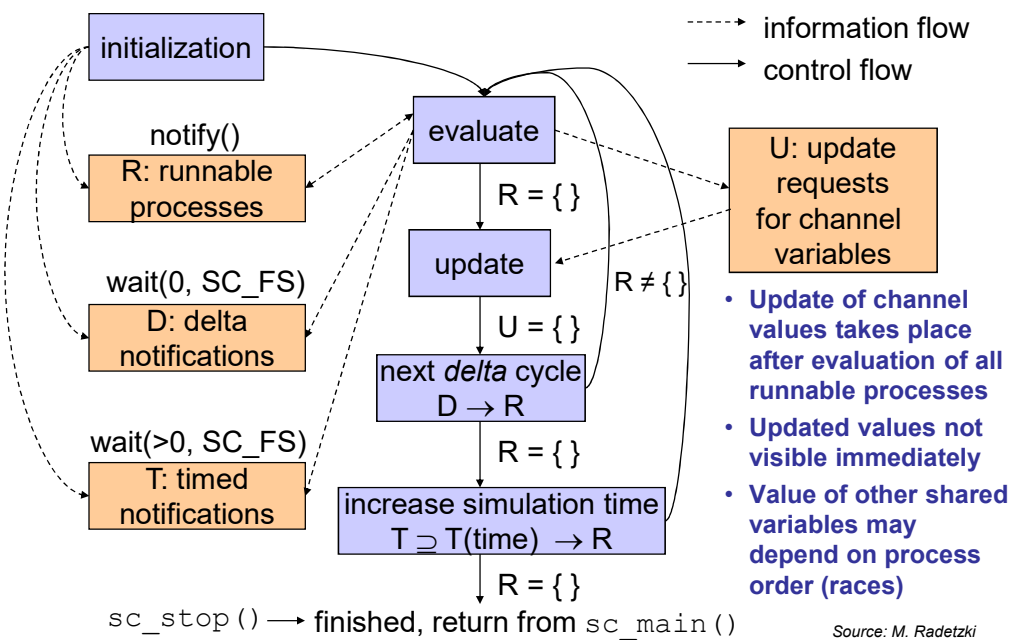 initialization
information flow
control flow
notify()
R: runnable
processes
evaluate
U: update
requests
for channel
variables
R = { }
update
R ≠ { }
wait(0, SC_FS)
D: delta
notifications
U = { }
next delta cycle
D → R
wait(>0, SC_FS)
T: timed
notifications
R = { }
increase simulation time
T ⊇ T(time) → R
R = { }
sc_stop() → finished, return from sc_main()
• Update of channel
values takes place
after evaluation of all
runnable processes
• Updated values not
visible immediately
• Value of other shared
variables may
depend on process
order (races)
Source: M. Radetzki